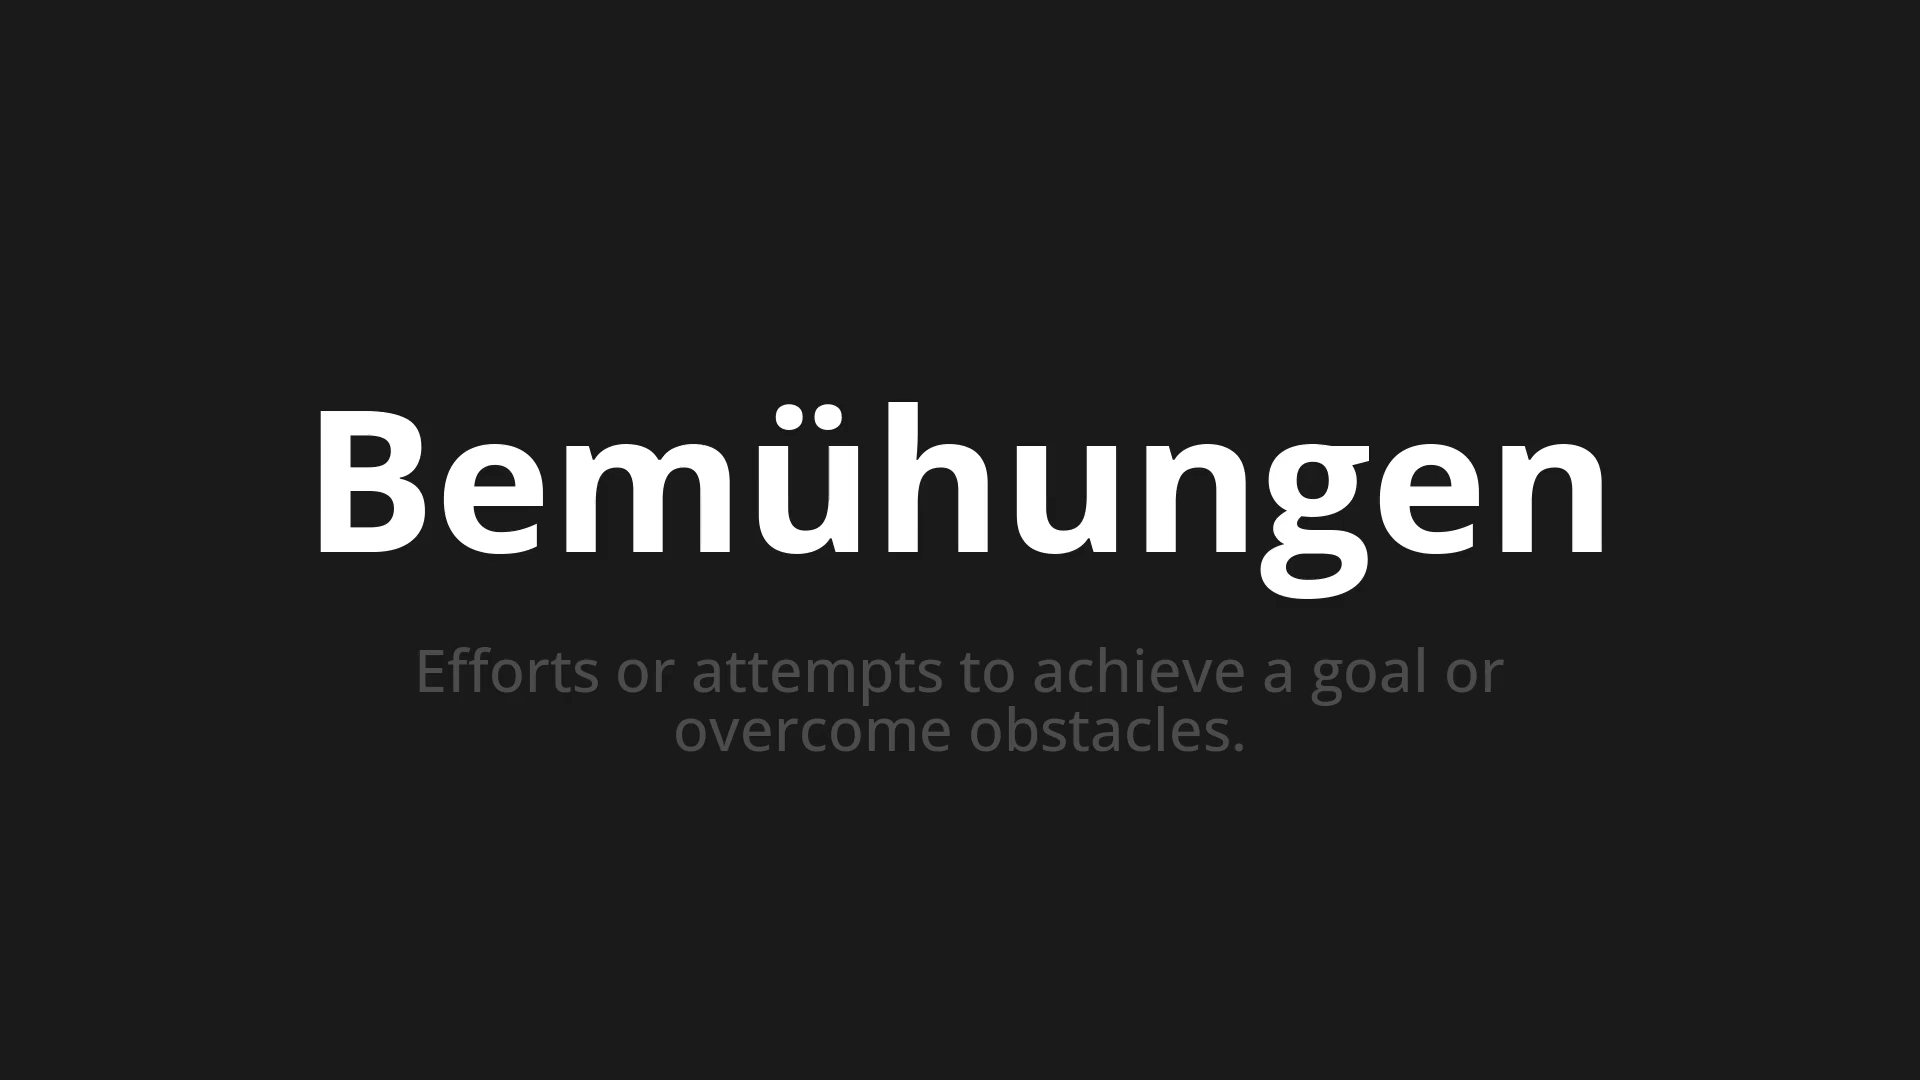 Bemühungen
Efforts or attempts to achieve a goal or
overcome obstacles.